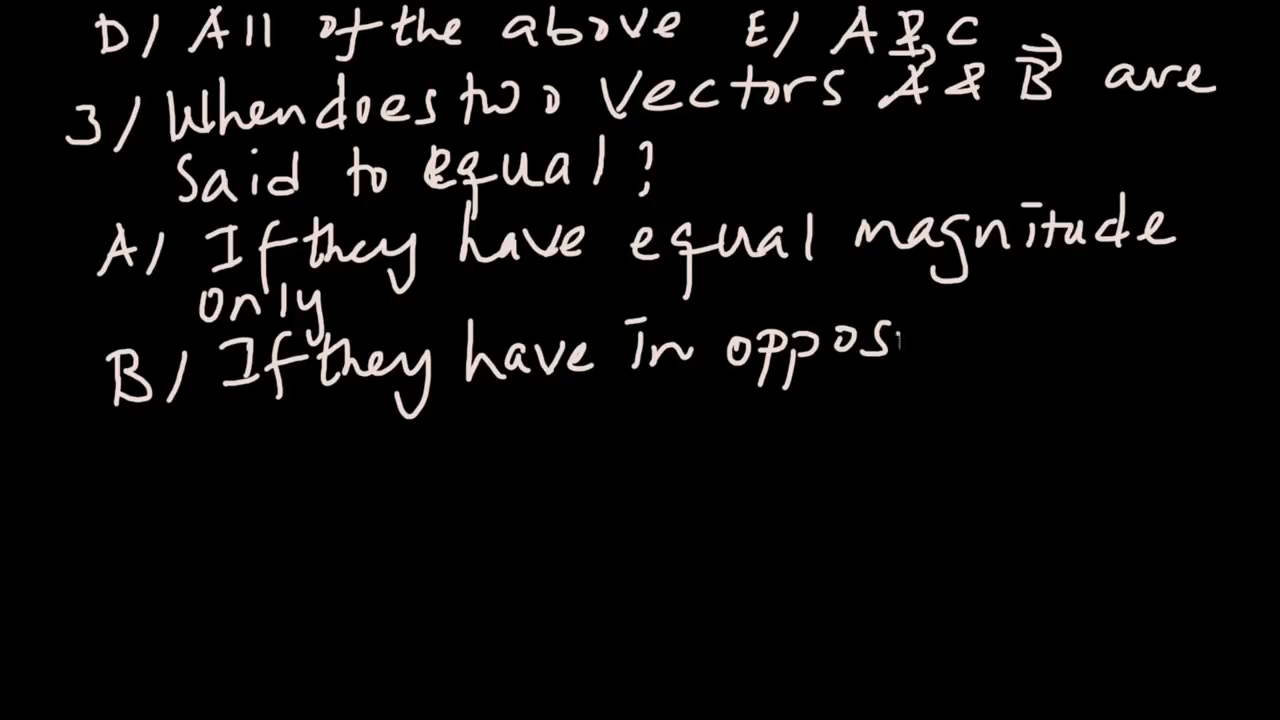 D/ All of the above E/ A & C
3/ When does two vectors A & B are
Said to equal?
A/ If they have equal magnitude
only
B/ If they have in oppos